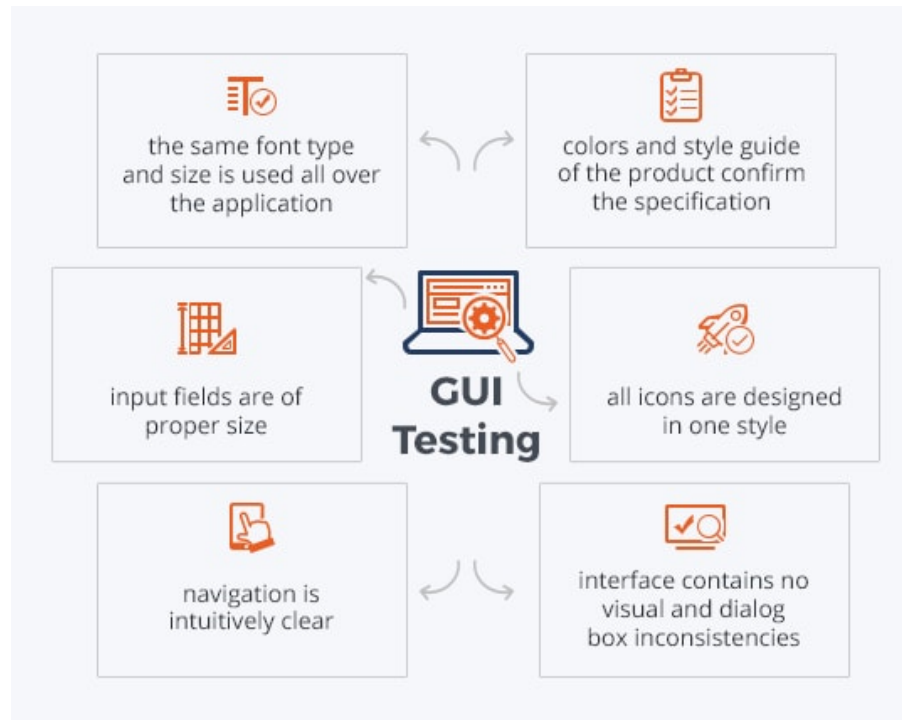 the same font type
and size is used all over
the application
colors and style guide
of the product confirm
the specification
input fields are of
proper size
GUI
Testing
all icons are designed
in one style
navigation is
intuitively clear
interface contains no
visual and dialog
box inconsistencies